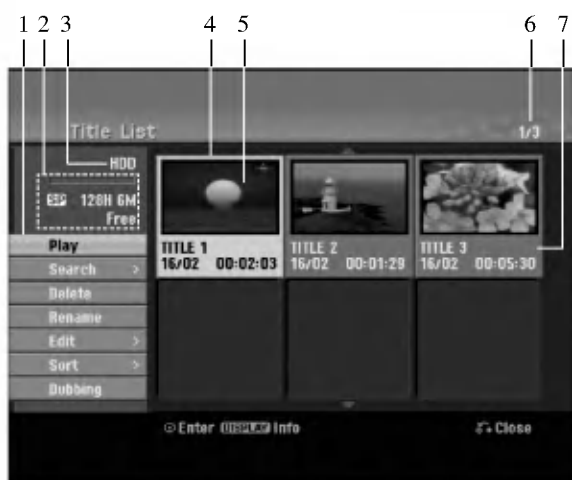 1 2 3 4 5 6 7
Title List 1/3
HDD
SEP 128H 6M
Free
Play
Search >
Delete
Rename
Edit >
Sort >
Dubbing
TITLE 1
16/02 00:02:03
TITLE 2
16/02 00:01:29
TITLE 3
16/02 00:05:30
Enter DISPLAY Info Close